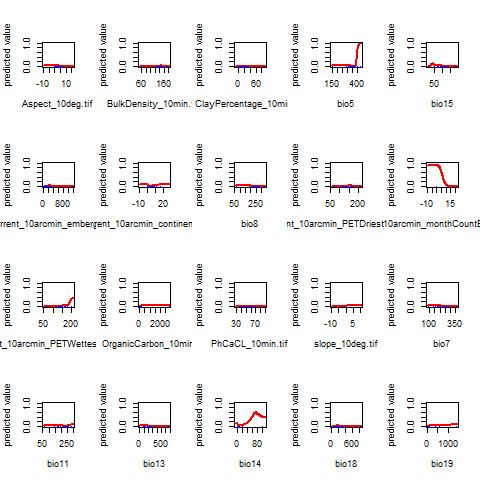 predicted value predicted value predicted value predicted value predicted value
0.0 1.0 0.0 1.0 0.0 1.0 0.0 1.0 0.0 1.0
-10 10 60 160 0 60 150 400 50
Aspect_10deg.tif BulkDensity_10min. ClayPercentage_10mi bio5 bio15
predicted value predicted value predicted value predicted value predicted value
0.0 1.0 0.0 1.0 0.0 1.0 0.0 1.0 0.0 1.0
0 800 -10 20 50 250 50 200 -10 15
rrent_10arcmin_emberg ent_10arcmin_continen bio8 nt_10arcmin_PETDriest 10arcmin_monthCountB
predicted value predicted value predicted value predicted value predicted value
0.0 1.0 0.0 1.0 0.0 1.0 0.0 1.0 0.0 1.0
50 200 0 2000 30 70 -10 5 100 350
t_10arcmin_PETWettes OrganicCarbon_10mir PhCaCL_10min.tif slope_10deg.tif bio7
predicted value predicted value predicted value predicted value predicted value
0.0 1.0 0.0 1.0 0.0 1.0 0.0 1.0 0.0 1.0
50 250 0 500 0 80 0 600 0 1000
bio11 bio13 bio14 bio18 bio19